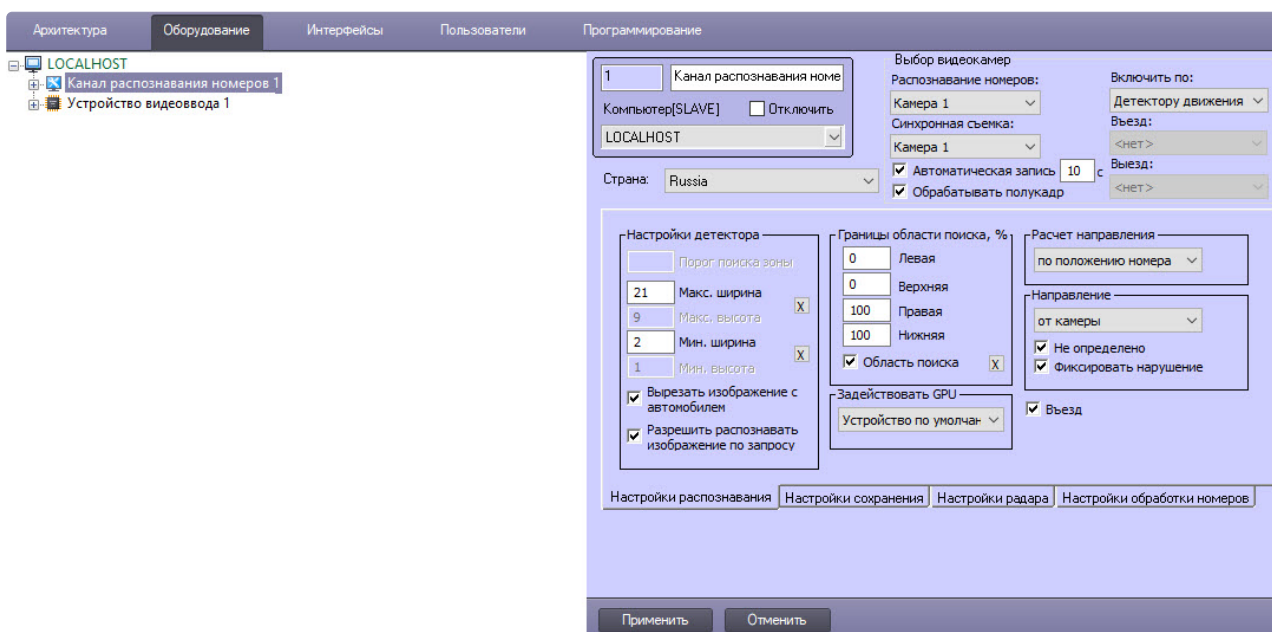 Архитектура Оборудование Интерфейсы Пользователи Программирование
LOCALHOST
Канал распознавания номеров 1
Устройство видеоввода 1
1 Канал распознавания номе
Компьютер[SLAVE] Отключить
LOCALHOST
Страна: Russia
Выбор видеокамер
Распознавание номеров: Включить по:
Камера 1 Детектору движения
Синхронная съемка: Въезд:
Камера 1 <нет>
Автоматическая запись 10 с Выезд:
Обрабатывать полукадр <нет>
Настройки детектора
Порог поиска зоны
21 Макс. ширина
X
9 Макс. высота
2 Мин. ширина
X
1 Мин. высота
Вырезать изображение с
автомобилем
Разрешить распознавать
изображение по запросу
Границы области поиска, %
0 Левая
0 Верхняя
100 Правая
100 Нижняя
Область поиска X
Задействовать GPU
Устройство по умолчан
Расчет направления
по положению номера
Направление
от камеры
Не определено
Фиксировать нарушение
Въезд
Настройки распознавания Настройки сохранения Настройки радара Настройки обработки номеров
Применить Отменить